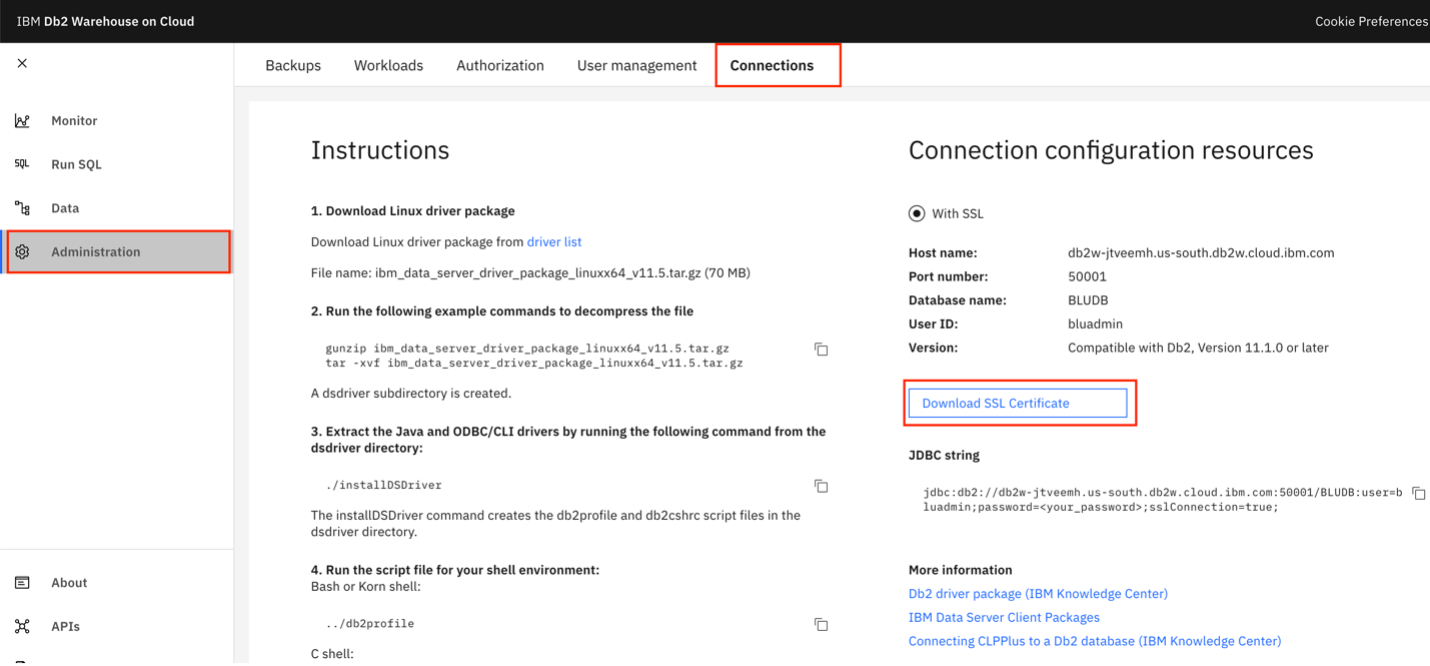 IBM Db2 Warehouse on Cloud
Cookie Preferences
Backups
Workloads
Authorization
User management
Connections
Monitor
SQL
Run SQL
Data
Administration
About
APIs
Instructions
1. Download Linux driver package
Download Linux driver package from driver list
File name: ibm_data_server_driver_package_linuxx64_v11.5.tar.gz (70 MB)
2. Run the following example commands to decompress the file
gunzip ibm_data_server_driver_package_linuxx64_v11.5.tar.gz
tar -xvf ibm_data_server_driver_package_linuxx64_v11.5.tar.gz
A dsdriver subdirectory is created.
3. Extract the Java and ODBC/CLI drivers by running the following command from the
dsdriver directory:
./installDSDriver
The installDSDriver command creates the db2profile and db2cshrc script files in the
dsdriver directory.
4. Run the script file for your shell environment:
Bash or Korn shell:
../db2profile
C shell:
Connection configuration resources
With SSL
Host name: db2w-jtveemh.us-south.db2w.cloud.ibm.com
Port number: 50001
Database name: BLUDB
User ID: bluadmin
Version: Compatible with Db2, Version 11.1.0 or later
Download SSL Certificate
JDBC string
jdbc:db2://db2w-jtveemh.us-south.db2w.cloud.ibm.com:50001/BLUDB:user=b
luadmin;password=<your_password>;sslConnection=true;
More information
Db2 driver package (IBM Knowledge Center)
IBM Data Server Client Packages
Connecting CLPPlus to a Db2 database (IBM Knowledge Center)